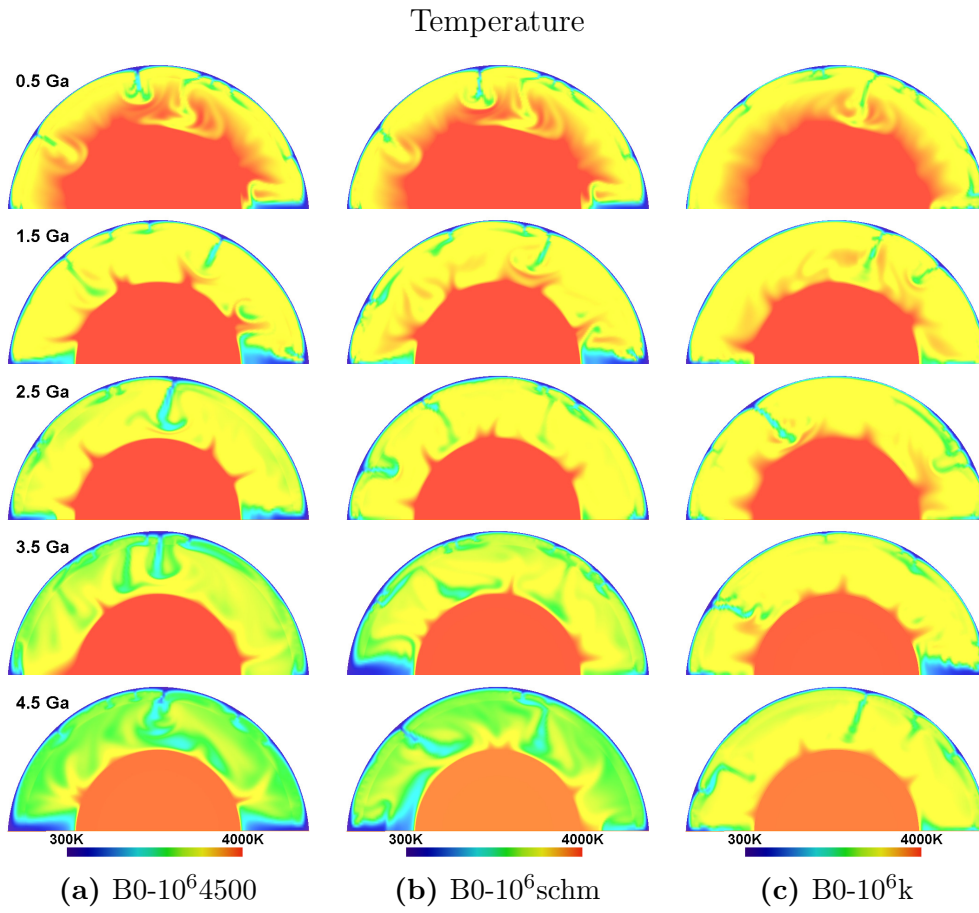 Temperature
0.5 Ga
1.5 Ga
2.5 Ga
3.5 Ga
4.5 Ga
300K 4000K 300K 4000K 300K 4000K
(a) B0-10⁶4500 (b) B0-10⁶schm (c) B0-10⁶k